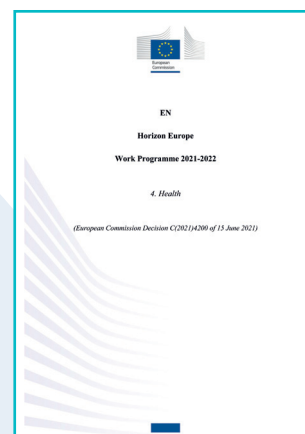 European
Commission
EN
Horizon Europe
Work Programme 2021-2022
4. Health
(European Commission Decision C(2021)4200 of 15 June 2021)